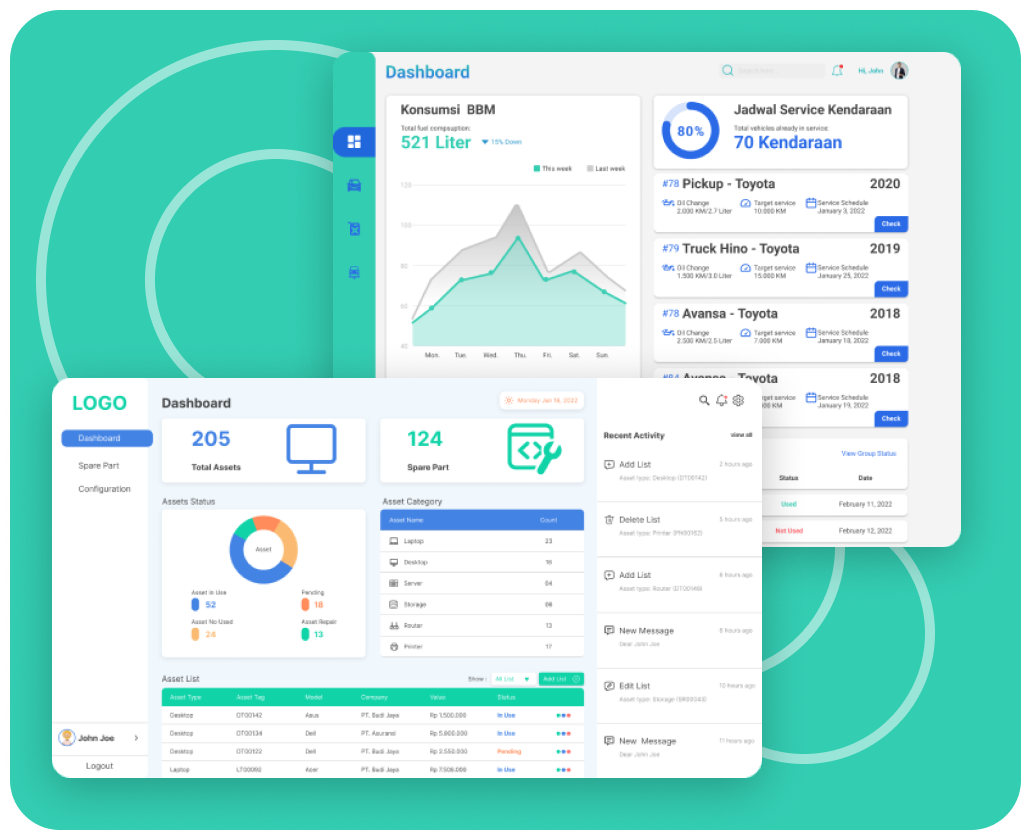 Dashboard
Hi, John
Konsumsi BBM
Total fuel compsuption:
521 Liter
15% Down
This week
Last week
120
100
80
60
40
Mon. Tue. Wed. Thu. Fri. Sat. Sun.
80%
Jadwal Service Kendaraan
Total vehicles already in service:
70 Kendaraan
#78 Pickup - Toyota 2020
Oil Change Target service Service Schedule
2.000 KM/2.7 Liter 10.000 KM January 3, 2022
Check
#79 Truck Hino - Toyota 2019
Oil Change Target service Service Schedule
1.500 KM/3.0 Liter 15.000 KM January 25, 2022
Check
#78 Avansa - Toyota 2018
Oil Change Target service Service Schedule
2.500 KM/2.5 Liter 7.000 KM January 18, 2022
Check
#84 Avansa - Toyota 2018
Service Schedule
January 19, 2022
Check
View Group Status
Status Date
Used February 11, 2022
Not Used February 12, 2022
LOGO
Dashboard
Spare Part
Configuration
John Joe
Logout
Dashboard
Monday Jan 18, 2022
205
Total Assets
124
Spare Part
Assets Status
Asset
Asset In Use Pending
52 18
Asset No Used Asset Repair
24 13
Asset Category
Asset Name Count
Laptop 23
Desktop 16
Server 04
Storage 06
Router 13
Printer 17
Asset List
Show : All List Add List
Asset Type Asset Tag Model Company Value Status
Desktop OT00142 Asus PT. Budi Jaya Rp 1.500.000 In Use
Desktop OT00134 Dell PT. Asurand Rp 5.800.000 In Use
Desktop OT00122 Dell PT. Budi Jaya Rp 2.550.000 Pending
Laptop LT00092 Acer PT. Budi Jaya Rp 7.506.000 In Use
Recent Activity view all
Add List 2 hours ago
Asset type: Desktop (DT00142)
Delete List 5 hours ago
Asset type: Printer (PH00152)
Add List 6 hours ago
Asset type: Router (DT00146)
New Message 8 hours ago
Dear John Joe
Edit List 10 hours ago
Asset type: Storage (SR00043)
New Message 11 hours ago
Dear John Joe